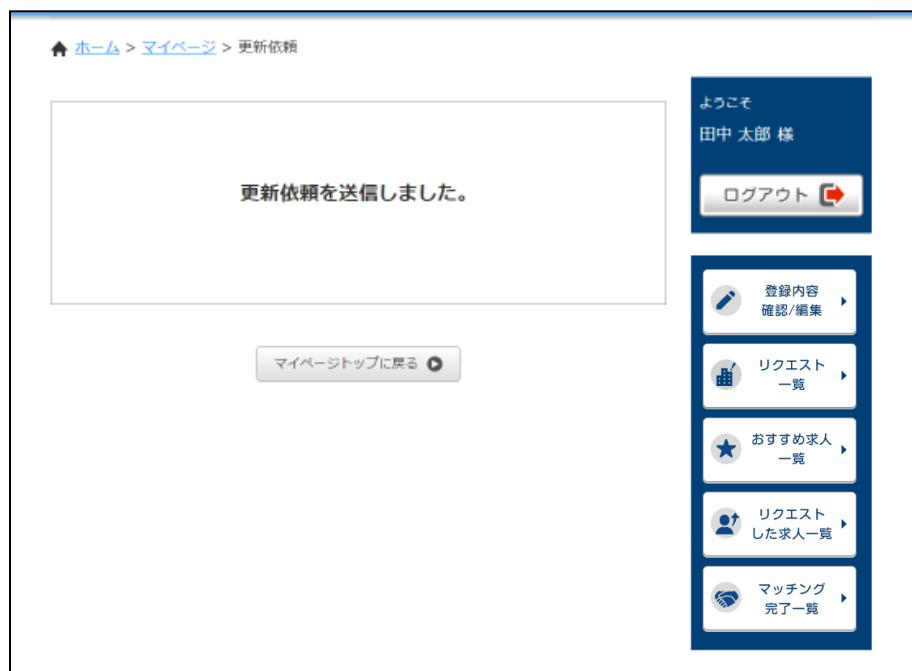 ホーム > マイページ > 更新依頼
更新依頼を送信しました。
マイページトップに戻る
ようこそ
田中 太郎 様
ログアウト
登録内容
確認/編集
リクエスト
一覧
おすすめ求人
一覧
リクエスト
した求人一覧
マッチング
完了一覧